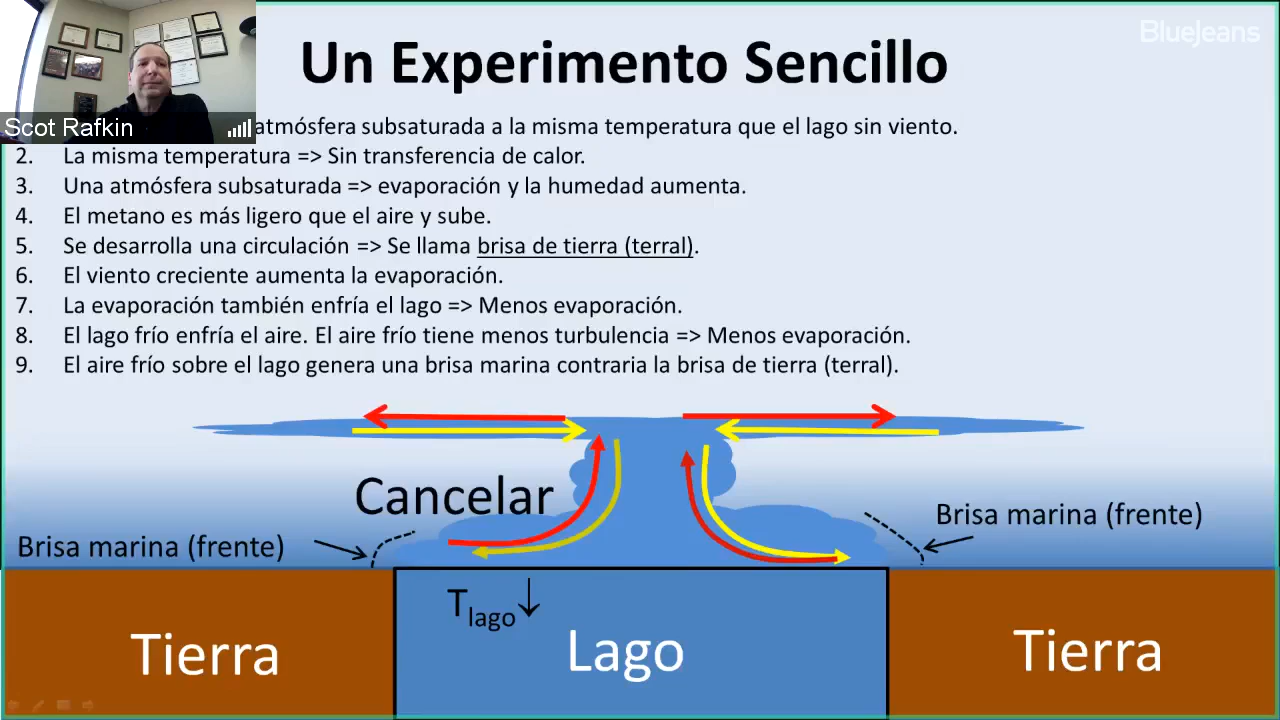 BlueJeans
Un Experimento Sencillo
Scot Rafkin
atmósfera subsaturada a la misma temperatura que el lago sin viento.
2. La misma temperatura => Sin transferencia de calor.
3. Una atmósfera subsaturada => evaporación y la humedad aumenta.
4. El metano es más ligero que el aire y sube.
5. Se desarrolla una circulación => Se llama brisa de tierra (terral).
6. El viento creciente aumenta la evaporación.
7. La evaporación también enfría el lago => Menos evaporación.
8. El lago frío enfría el aire. El aire frío tiene menos turbulencia => Menos evaporación.
9. El aire frío sobre el lago genera una brisa marina contraria la brisa de tierra (terral).
Cancelar
Brisa marina (frente)
Brisa marina (frente)
Tlago↓
Tierra
Lago
Tierra